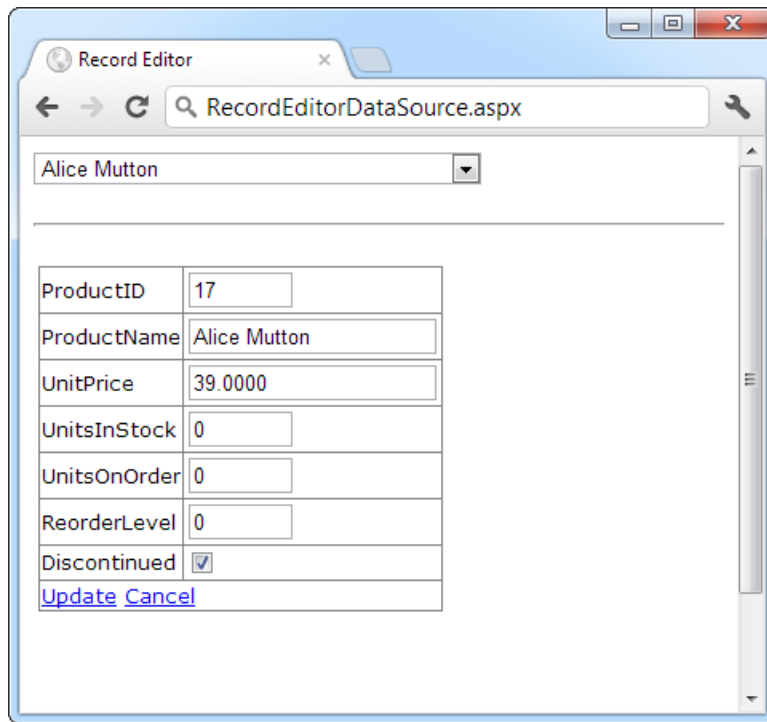 Record Editor
RecordEditorDataSource.aspx
Alice Mutton
ProductID 17
ProductName Alice Mutton
UnitPrice 39.0000
UnitsInStock 0
UnitsOnOrder 0
ReorderLevel 0
Discontinued
Update Cancel